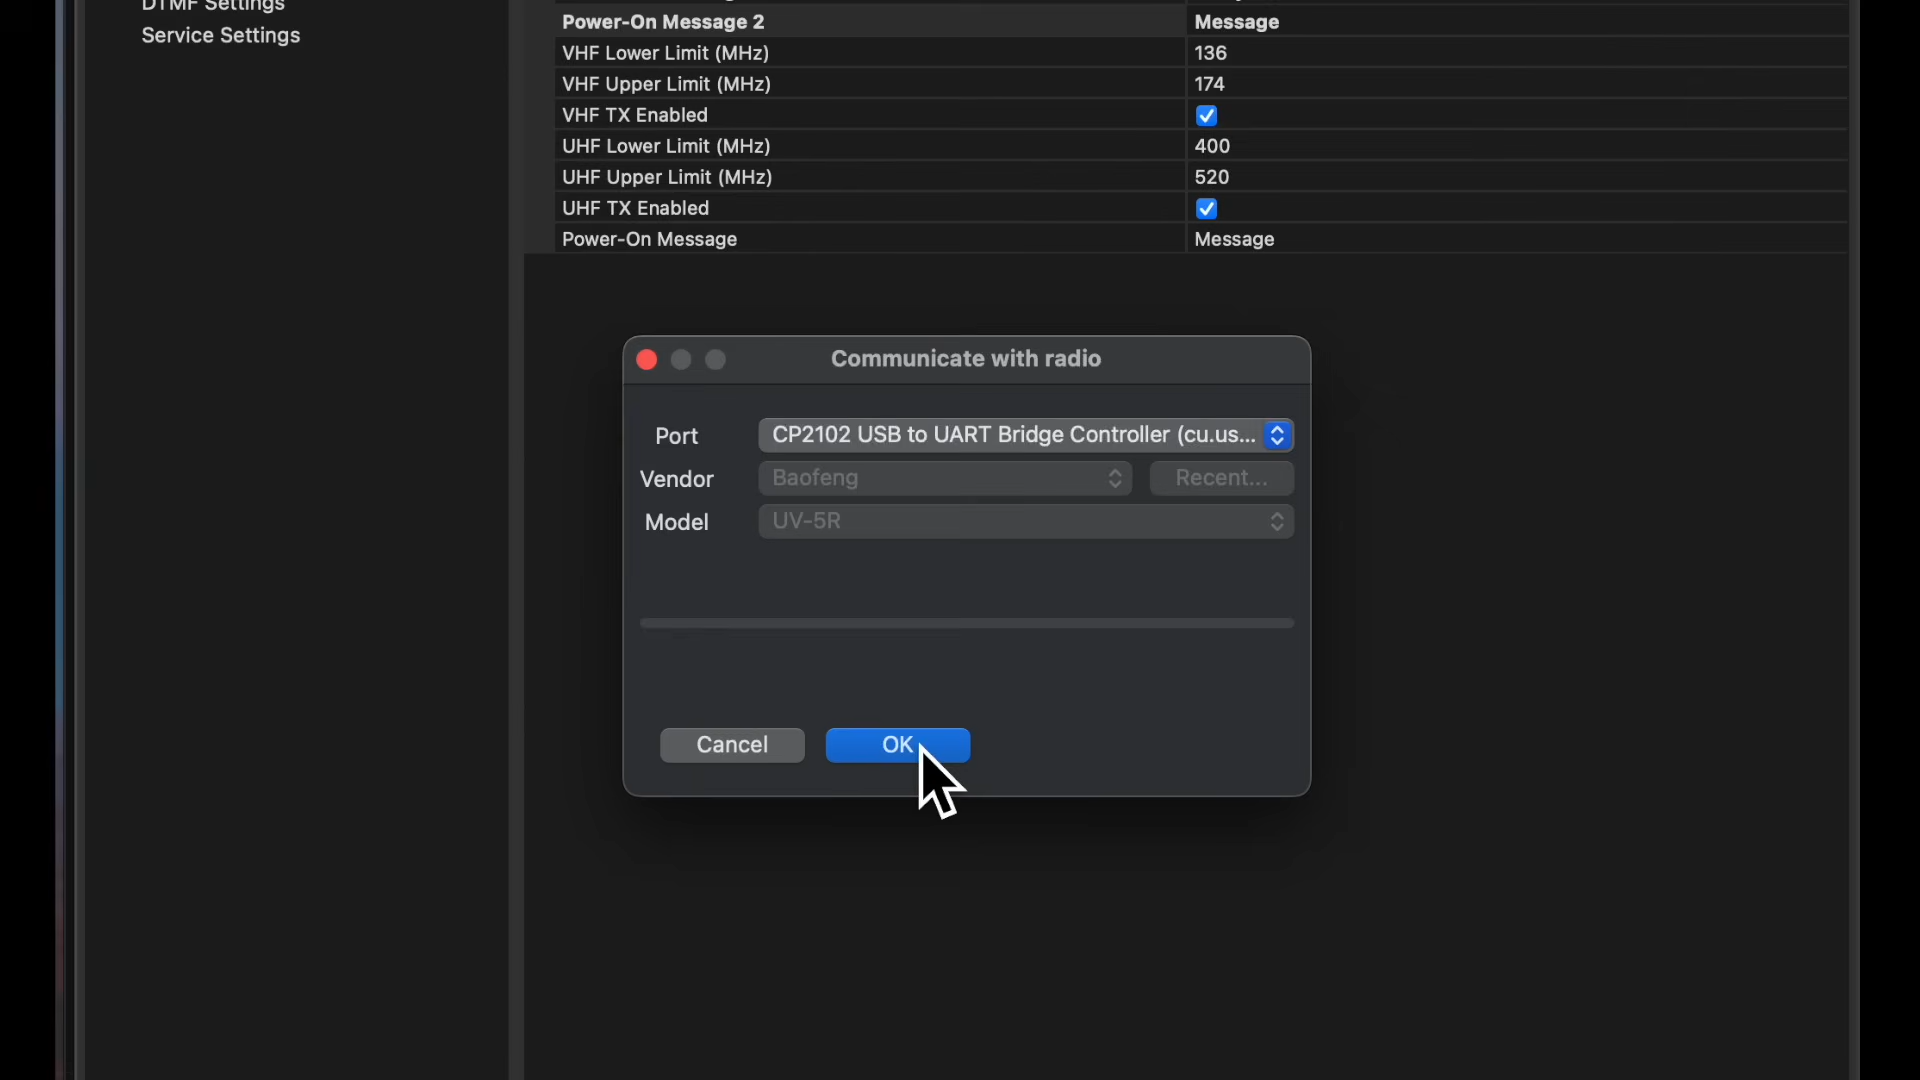 DTMF Settings
Service Settings
Power-On Message 2 Message
VHF Lower Limit (MHz) 136
VHF Upper Limit (MHz) 174
VHF TX Enabled
UHF Lower Limit (MHz) 400
UHF Upper Limit (MHz) 520
UHF TX Enabled
Power-On Message Message
Communicate with radio
Port CP2102 USB to UART Bridge Controller (cu.us...
Vendor Baofeng Recent...
Model UV-5R
Cancel OK